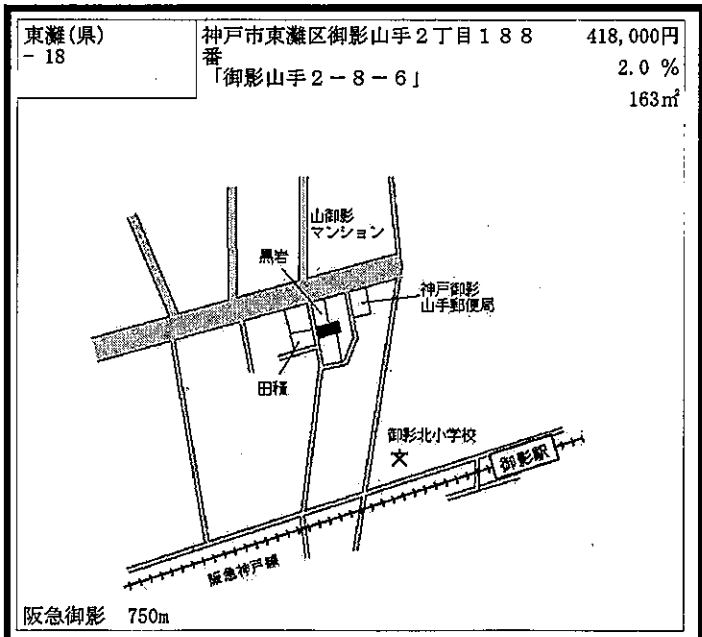 東灘(県)
- 18
神戸市東灘区御影山手2丁目188
番
「御影山手2-8-6」
418,000円
2.0 %
163㎡
山御影
マンション
黒岩
神戸御影
山手郵便局
田積
御影北小学校
御影駅
阪急神戸線
阪急御影 750m